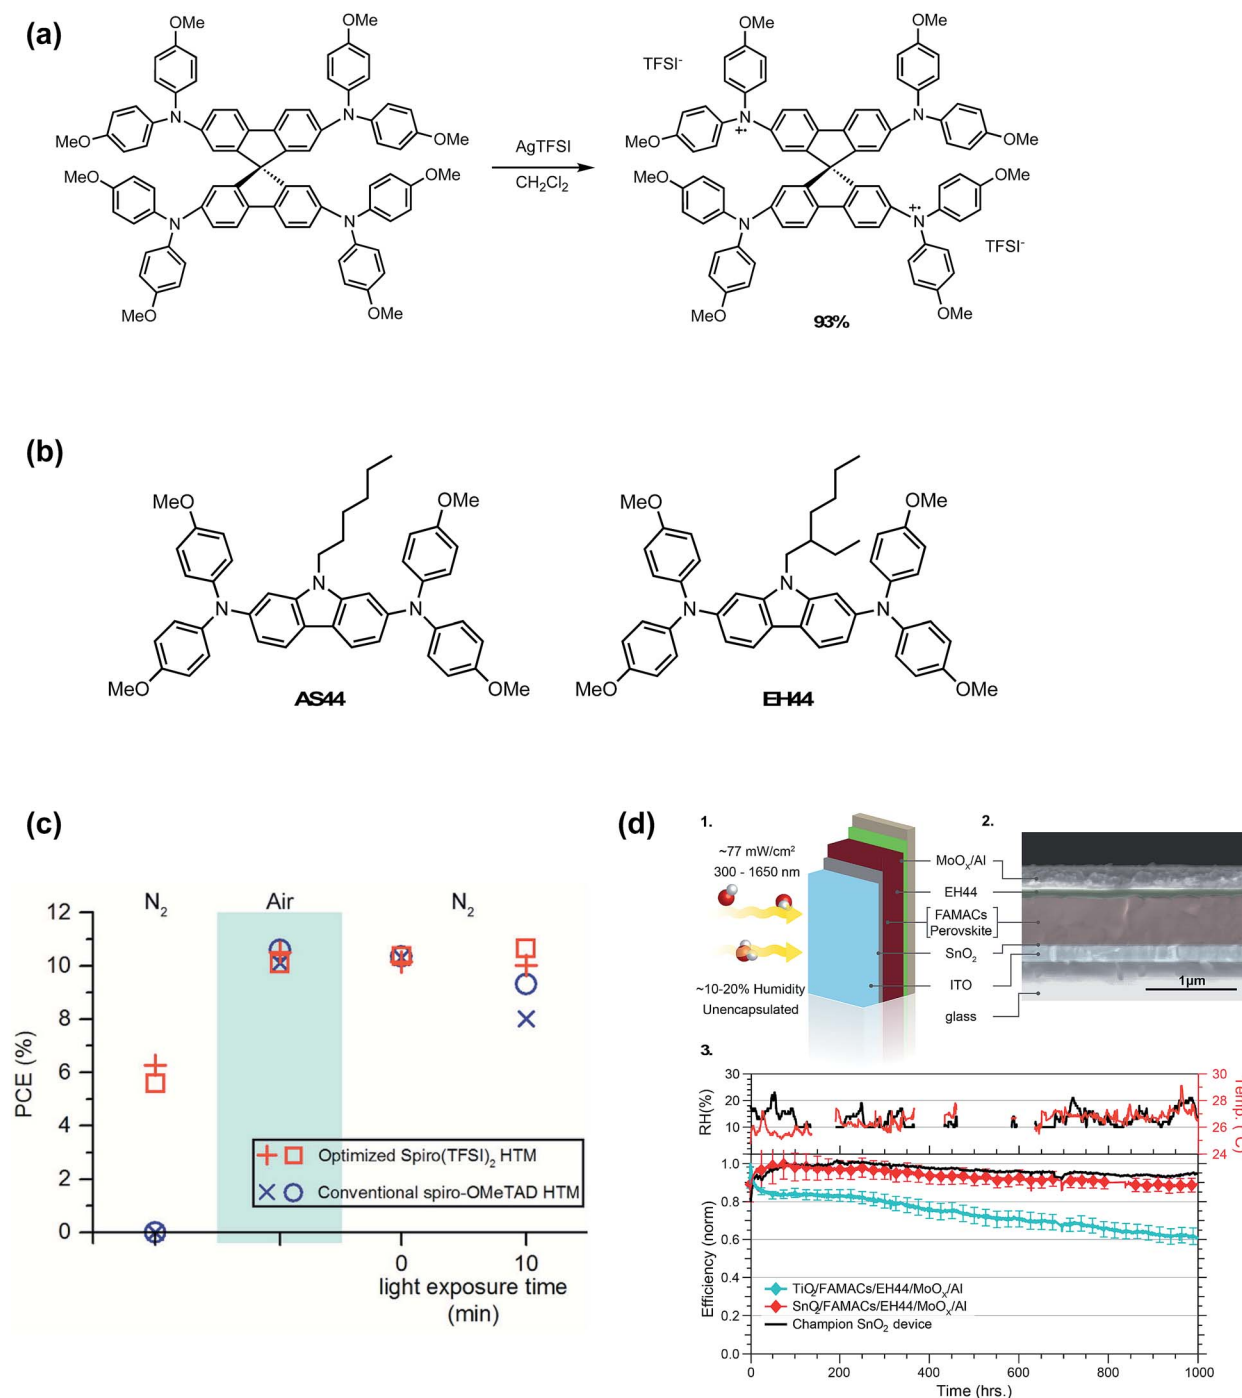 (a)
OMe
OMe
MeO
MeO
N
N
OMe
OMe
MeO
OMe
N
N
MeO
OMe
MeO
OMe
AgTFSI
CH₂Cl₂
TFSI⁻
OMe
OMe
MeO
MeO
N
+•
N
MeO
OMe
MeO
OMe
+•
N
N
MeO
OMe
TFSI⁻
MeO
OMe
93%
(b)
MeO
OMe
N
N
N
MeO
OMe
AS44
MeO
OMe
N
N
N
MeO
OMe
EH44
(c)
N₂
Air
N₂
12
10
8
6
4
2
0
PCE (%)
Optimized Spiro(TFSI)₂ HTM
Conventional spiro-OMeTAD HTM
0
10
light exposure time
(min)
(d)
1.
2.
~77 mW/cm²
300 - 1650 nm
~10-20% Humidity
Unencapsulated
MoOₓ/Al
EH44
FAMACs
Perovskite
SnO₂
ITO
glass
1μm
3.
RH(%)
30
20
10
30
28
26
24
Temp. (°C)
Efficiency (norm)
1.0
0.8
0.6
0.4
0.2
0.0
TiO₂/FAMACs/EH44/MoOₓ/Al
SnO₂/FAMACs/EH44/MoOₓ/Al
Champion SnO₂ device
0
200
400
600
800
1000
Time (hrs.)